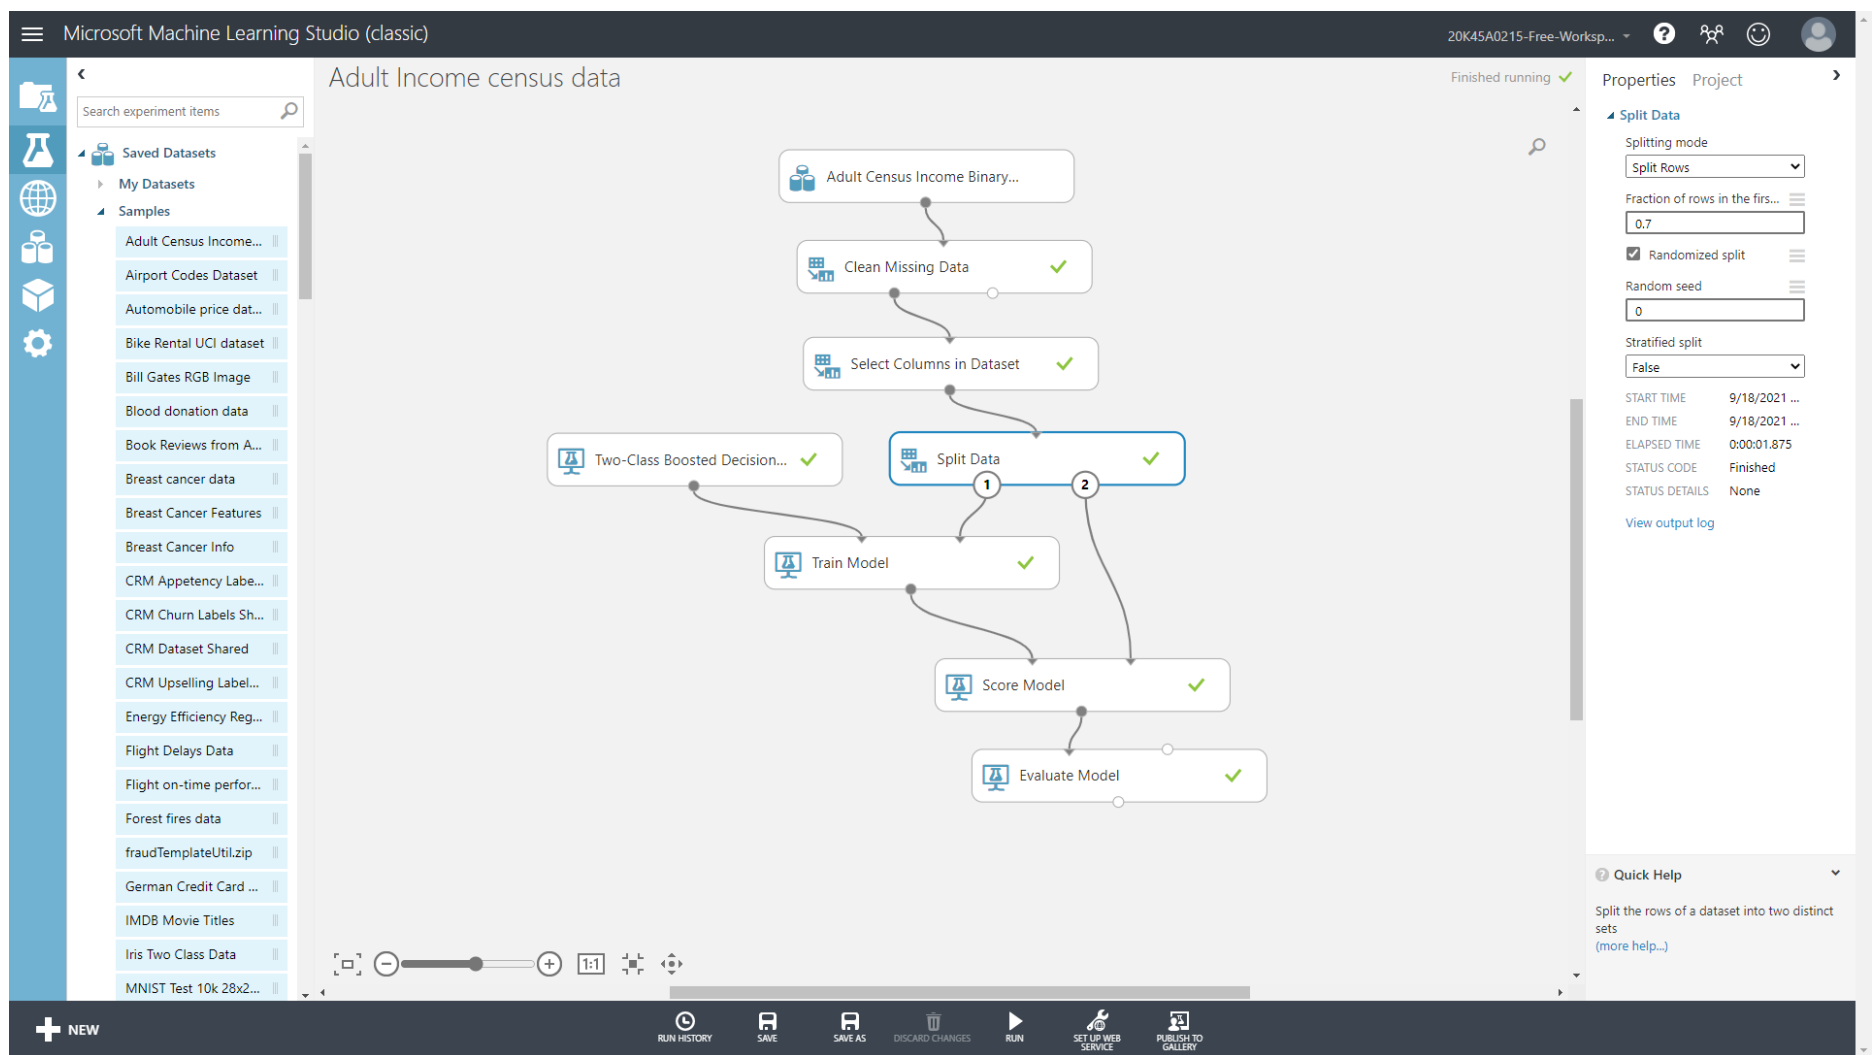 Microsoft Machine Learning Studio (classic)
20K45A0215-Free-Worksp...
?
Search experiment items
Saved Datasets
My Datasets
Samples
Adult Census Income...
Airport Codes Dataset
Automobile price dat...
Bike Rental UCI dataset
Bill Gates RGB Image
Blood donation data
Book Reviews from A...
Breast cancer data
Breast Cancer Features
Breast Cancer Info
CRM Appetency Labe...
CRM Churn Labels Sh...
CRM Dataset Shared
CRM Upselling Label...
Energy Efficiency Reg...
Flight Delays Data
Flight on-time perfor...
Forest fires data
fraudTemplateUtil.zip
German Credit Card ...
IMDB Movie Titles
Iris Two Class Data
MNIST Test 10k 28x2...
Adult Income census data
Finished running
Adult Census Income Binary...
Clean Missing Data
Select Columns in Dataset
Two-Class Boosted Decision...
Split Data
1
2
Train Model
Score Model
Evaluate Model
1:1
Properties
Project
Split Data
Splitting mode
Split Rows
Fraction of rows in the firs...
0.7
Randomized split
Random seed
0
Stratified split
False
START TIME 9/18/2021 ...
END TIME 9/18/2021 ...
ELAPSED TIME 0:00:01.875
STATUS CODE Finished
STATUS DETAILS None
View output log
? Quick Help
Split the rows of a dataset into two distinct
sets
(more help...)
NEW
RUN HISTORY
SAVE
SAVE AS
DISCARD CHANGES
RUN
SET UP WEB
SERVICE
PUBLISH TO
GALLERY